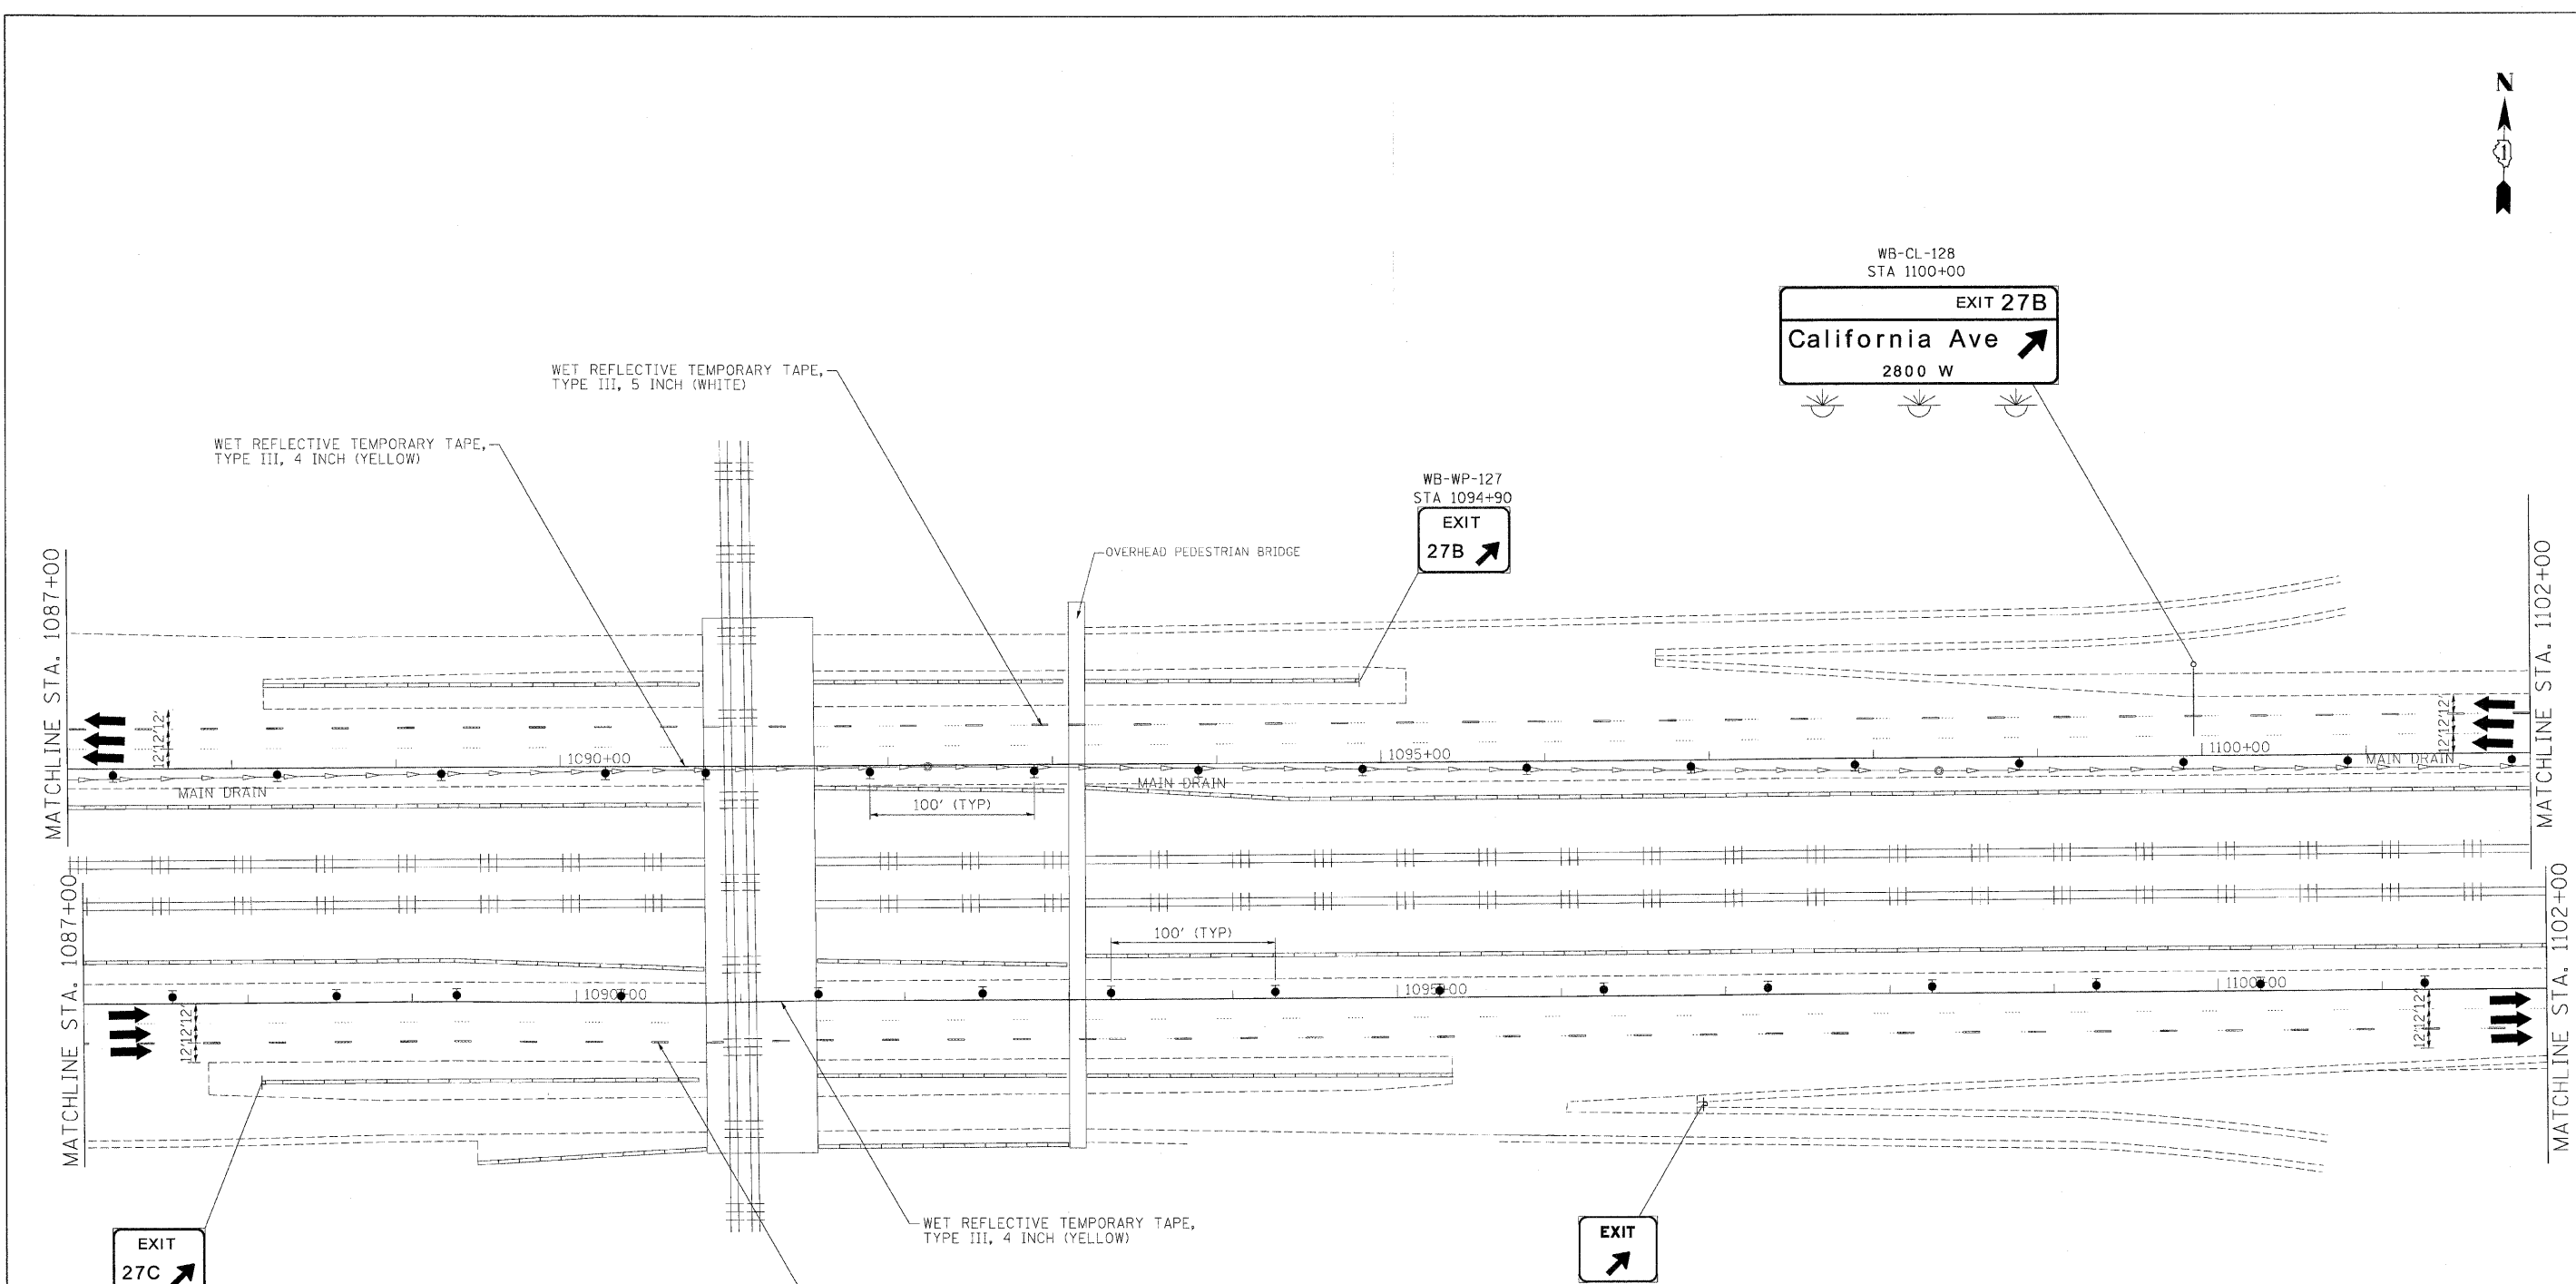 N
1
WB-CL-128
STA 1100+00
EXIT 27B
California Ave
2800 W
WET REFLECTIVE TEMPORARY TAPE,
TYPE III, 5 INCH (WHITE)
WET REFLECTIVE TEMPORARY TAPE,
TYPE III, 4 INCH (YELLOW)
WB-WP-127
STA 1094+90
EXIT
27B
OVERHEAD PEDESTRIAN BRIDGE
MATCHLINE STA. 1087+00
MATCHLINE STA. 1102+00
12'12'12'
12'12'12'
1090+00
1095+00
1100+00
MAIN DRAIN
MAIN DRAIN
MAIN DRAIN
100' (TYP)
MATCHLINE STA. 1087+00
MATCHLINE STA. 1102+00
100' (TYP)
1090+00
1095+00
1100+00
12'12'12'
12'12'12'
WET REFLECTIVE TEMPORARY TAPE,
TYPE III, 4 INCH (YELLOW)
EXIT
27C
EXIT